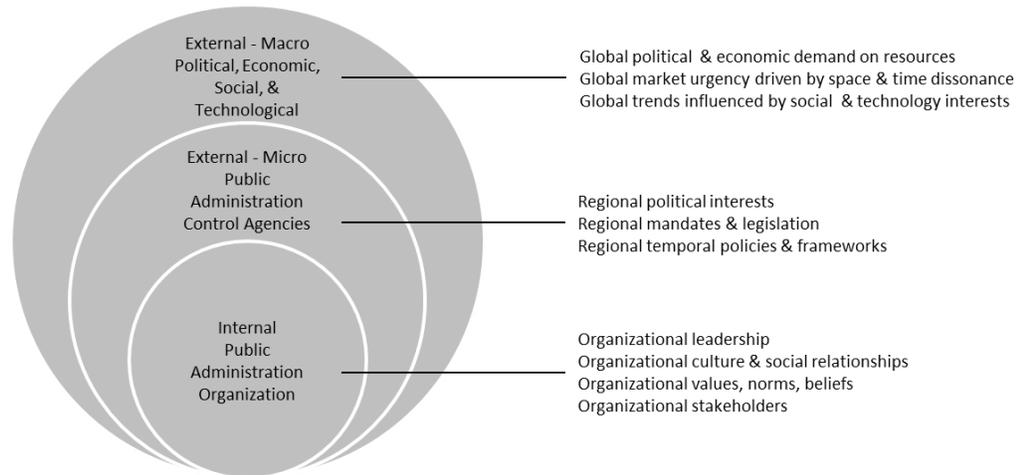 External - Macro
Political, Economic,
Social, &
Technological
Global political & economic demand on resources
Global market urgency driven by space & time dissonance
Global trends influenced by social & technology interests
External - Micro
Public
Administration
Control Agencies
Regional political interests
Regional mandates & legislation
Regional temporal policies & frameworks
Internal
Public
Administration
Organization
Organizational leadership
Organizational culture & social relationships
Organizational values, norms, beliefs
Organizational stakeholders